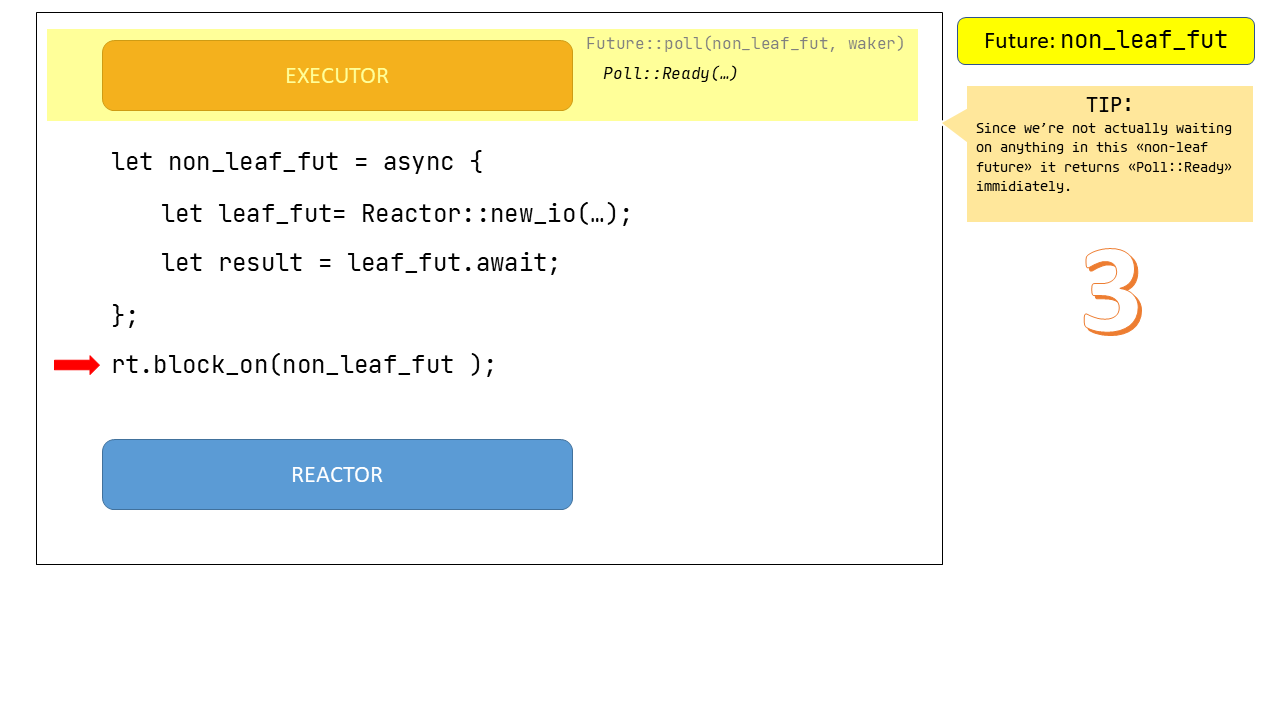 EXECUTOR
Future::poll(non_leaf_fut, waker)
Poll::Ready(…)
let non_leaf_fut = async {
let leaf_fut= Reactor::new_io(…);
let result = leaf_fut.await;
};
rt.block_on(non_leaf_fut );
REACTOR
Future: non_leaf_fut
TIP:
Since we’re not actually waiting
on anything in this «non-leaf
future» it returns «Poll::Ready»
immidiately.
3